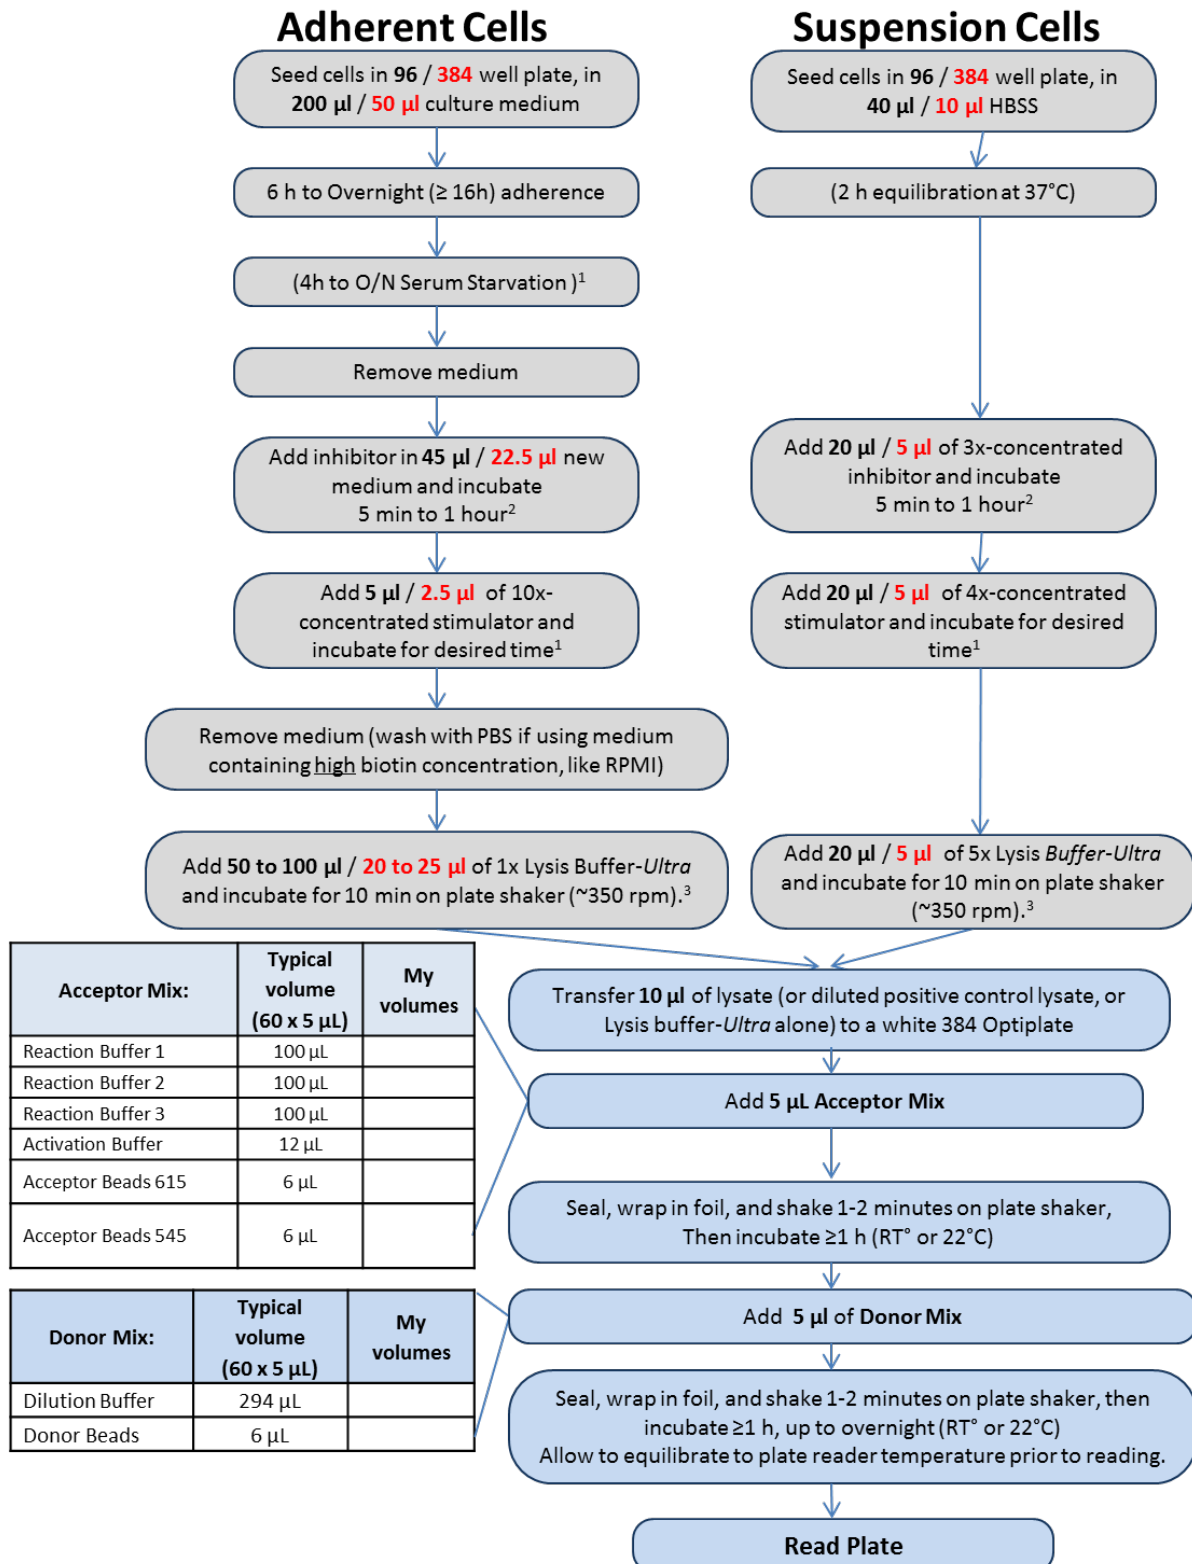 Adherent Cells
Seed cells in 96 / 384 well plate, in
200 µl / 50 µl culture medium
6 h to Overnight (≥ 16h) adherence
(4h to O/N Serum Starvation )1
Remove medium
Add inhibitor in 45 µl / 22.5 µl new
medium and incubate
5 min to 1 hour2
Add 5 µl / 2.5 µl of 10x-
concentrated stimulator and
incubate for desired time1
Remove medium (wash with PBS if using medium
containing high biotin concentration, like RPMI)
Add 50 to 100 µl / 20 to 25 µl of 1x Lysis Buffer-Ultra
and incubate for 10 min on plate shaker (~350 rpm).3
Suspension Cells
Seed cells in 96 / 384 well plate, in
40 µl / 10 µl HBSS
(2 h equilibration at 37°C)
Add 20 µl / 5 µl of 3x-concentrated
inhibitor and incubate
5 min to 1 hour2
Add 20 µl / 5 µl of 4x-concentrated
stimulator and incubate for desired
time1
Add 20 µl / 5 µl of 5x Lysis Buffer-Ultra
and incubate for 10 min on plate shaker
(~350 rpm).3
Transfer 10 µl of lysate (or diluted positive control lysate, or
Lysis buffer-Ultra alone) to a white 384 Optiplate
Add 5 µL Acceptor Mix
Seal, wrap in foil, and shake 1-2 minutes on plate shaker,
Then incubate ≥1 h (RT° or 22°C)
Add 5 µl of Donor Mix
Seal, wrap in foil, and shake 1-2 minutes on plate shaker, then
incubate ≥1 h, up to overnight (RT° or 22°C)
Allow to equilibrate to plate reader temperature prior to reading.
Read Plate
Acceptor Mix:
Typical
volume
(60 x 5 µL)
My
volumes
Reaction Buffer 1 100 µL
Reaction Buffer 2 100 µL
Reaction Buffer 3 100 µL
Activation Buffer 12 µL
Acceptor Beads 615 6 µL
Acceptor Beads 545 6 µL
Donor Mix:
Typical
volume
(60 x 5 µL)
My
volumes
Dilution Buffer 294 µL
Donor Beads 6 µL